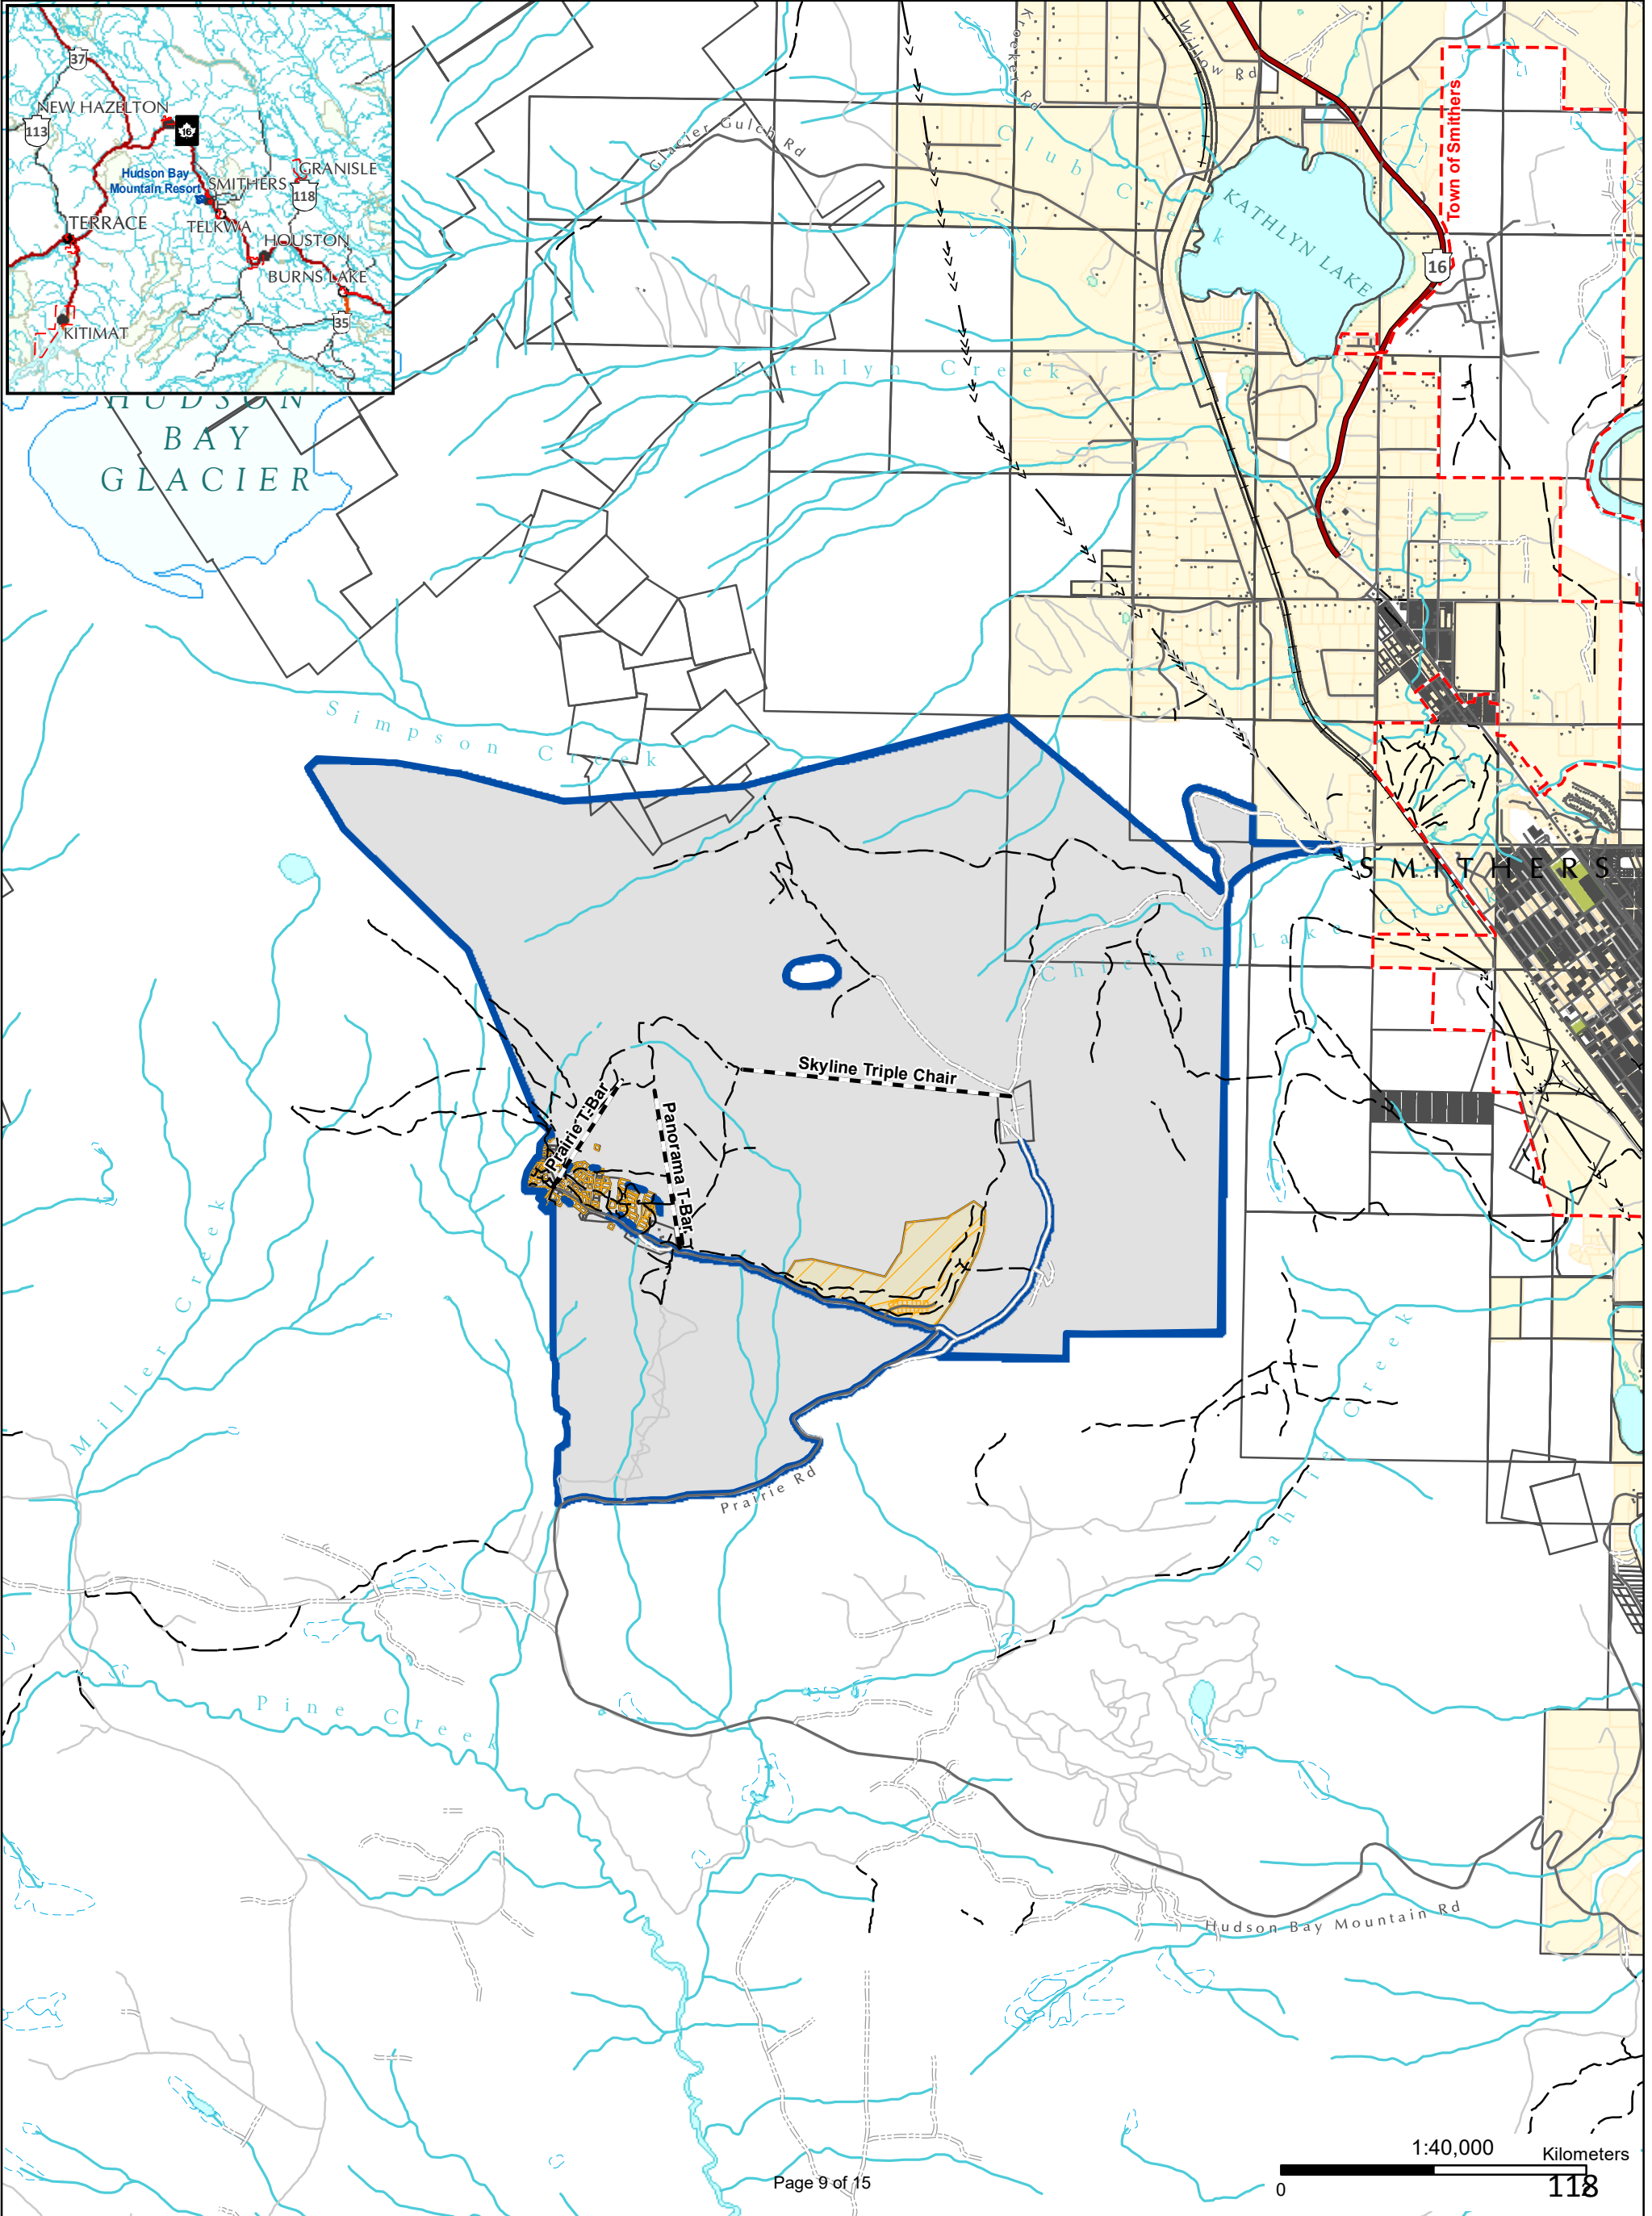 37
NEW HAZELTON
113
16
GRANISLE
Hudson Bay
Mountain Resort
SMITHERS
118
TERRACE
TELKWA
HOUSTON
BURNS LAKE
35
KITIMAT
HUDSON
BAY
GLACIER
Kroeker Rd
Willow Rd
Glacier Gulch Rd
Club Creek
KATHLYN LAKE
Town of Smithers
16
Kathlyn Creek
Simpson Creek
SMITHERS
Chicken Lake Creek
Skyline Triple Chair
Prairie T-Bar
Panorama T-Bar
Miller Creek
Prairie Rd
Dahlie Creek
Pine Creek
Hudson Bay Mountain Rd
1:40,000
Kilometers
Page 9 of 15
0
118